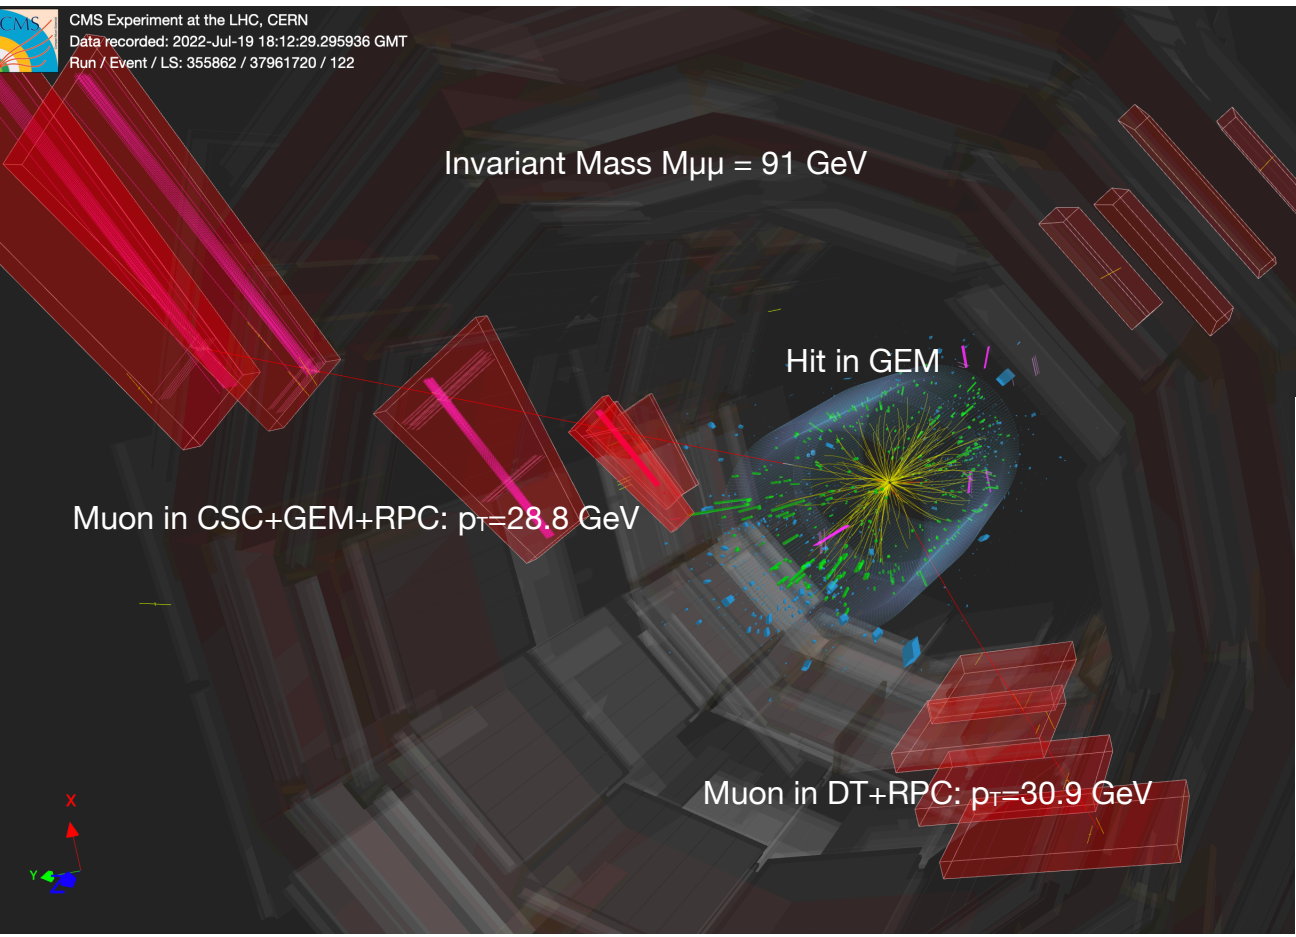 CMS
CMS Experiment at the LHC, CERN
Data recorded: 2022-Jul-19 18:12:29.295936 GMT
Run / Event / LS: 355862 / 37961720 / 122
Invariant Mass Mμμ = 91 GeV
Hit in GEM
Muon in CSC+GEM+RPC: pT=28.8 GeV
Muon in DT+RPC: pT=30.9 GeV
X
Y
Z